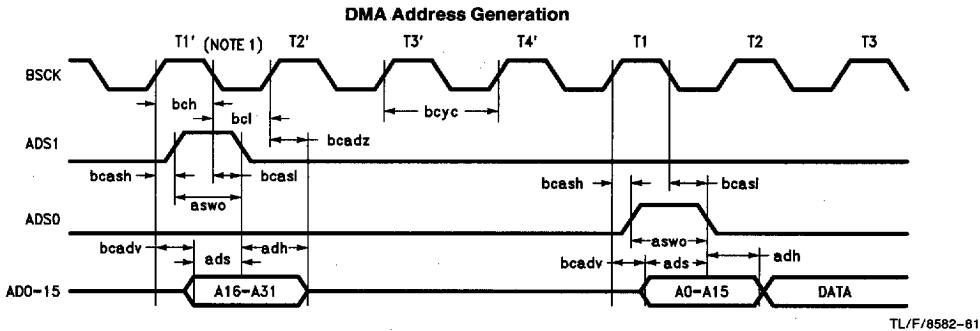 DMA Address Generation
T1' (NOTE 1) T2' T3' T4' T1 T2 T3
BSCK
bch
bcl
bcyc
ADS1
bcadz
bcash
bcasl
bcash
bcasl
aswo
ADS0
aswo
bcadv
adh
adh
ads
bcadv
ads
AD0-15
A16-A31
A0-A15
DATA
TL/F/8582-61